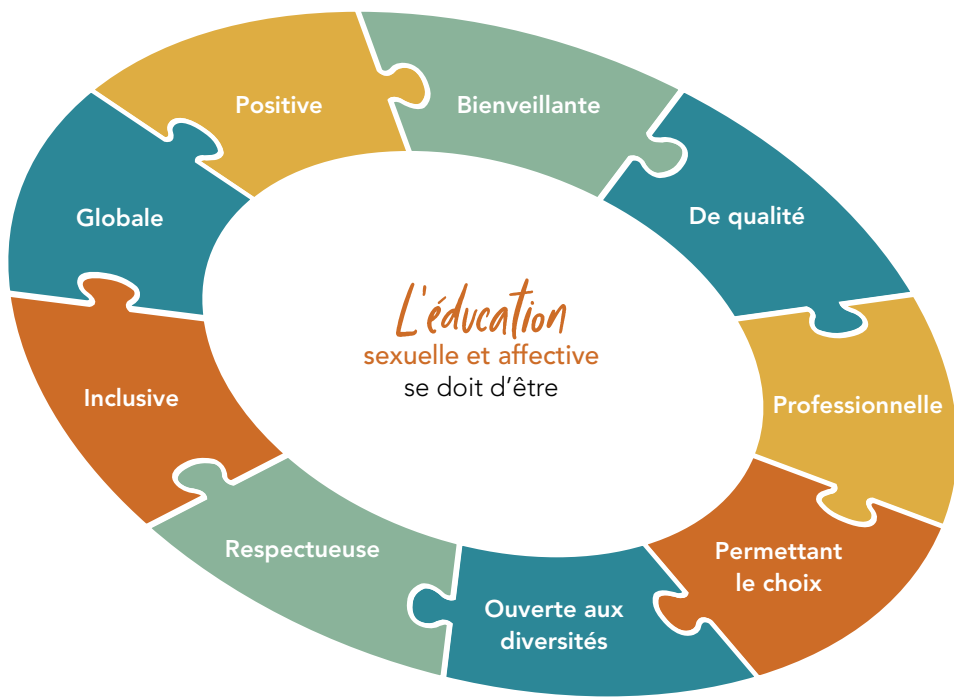 Positive
Bienveillante
De qualité
Professionnelle
Permettant
le choix
Ouverte aux
diversités
Respectueuse
Inclusive
Globale
L'éducation
sexuelle et affective
se doit d'être